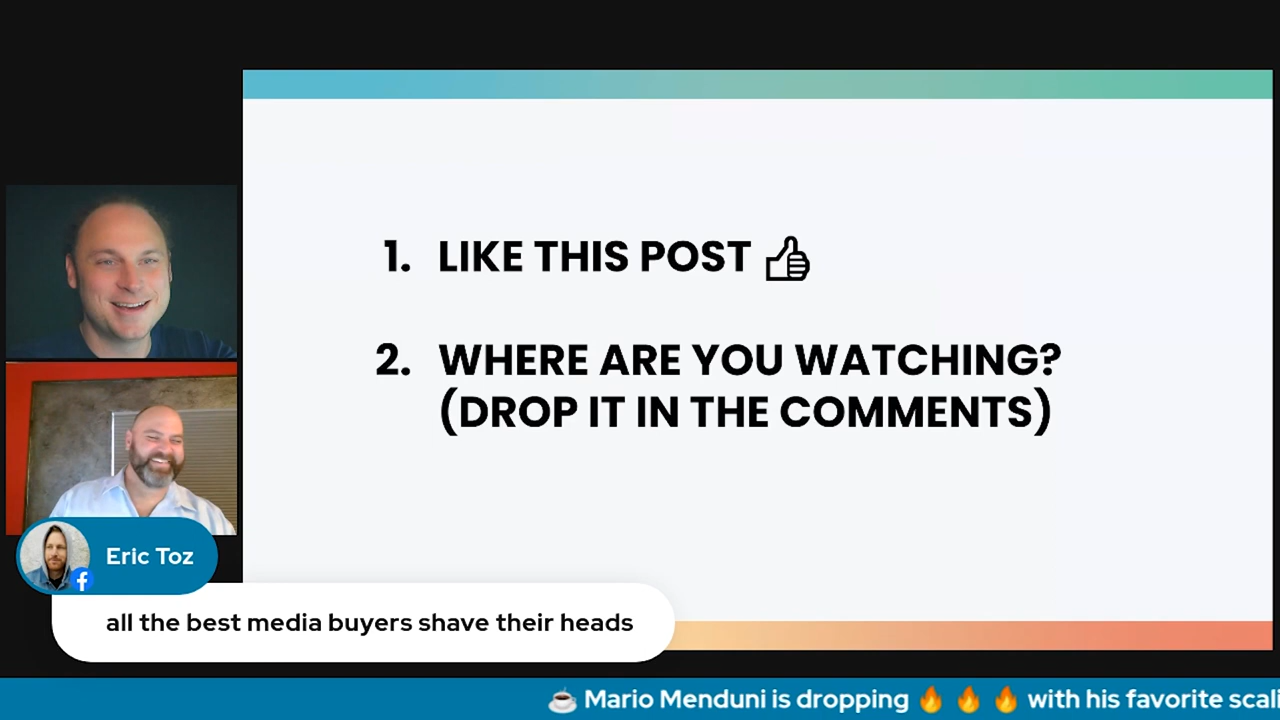 1. LIKE THIS POST 👍
2. WHERE ARE YOU WATCHING?
(DROP IT IN THE COMMENTS)
Eric Toz
all the best media buyers shave their heads
☕ Mario Menduni is dropping 🔥 🔥 🔥 with his favorite scali